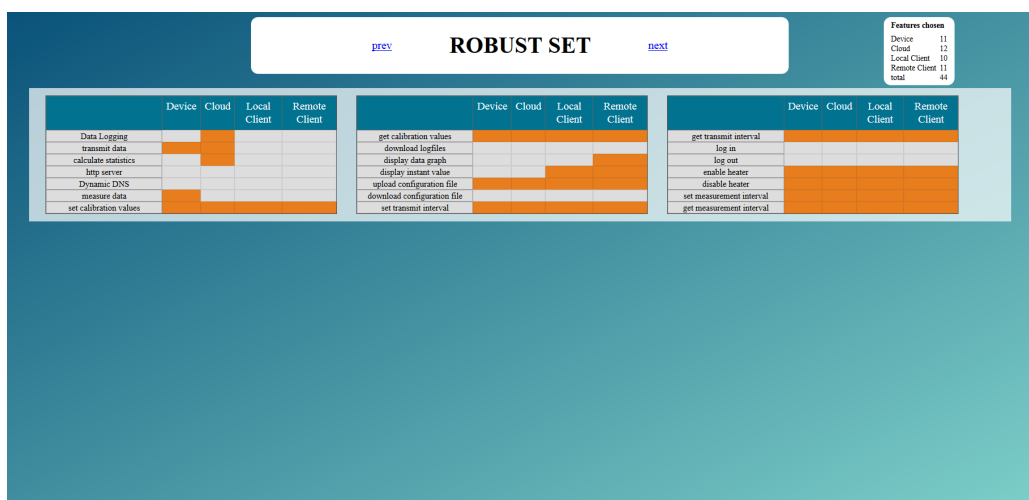 prev ROBUST SET next
Features chosen
Device 11
Cloud 12
Local Client 10
Remote Client 11
total 44
Device Cloud Local Client Remote Client
Data Logging
transmit data
calculate statistics
http server
Dynamic DNS
measure data
set calibration values
Device Cloud Local Client Remote Client
get calibration values
download logfiles
display data graph
display instant value
upload configuration file
download configuration file
set transmit interval
Device Cloud Local Client Remote Client
get transmit interval
log in
log out
enable heater
disable heater
set measurement interval
get measurement interval